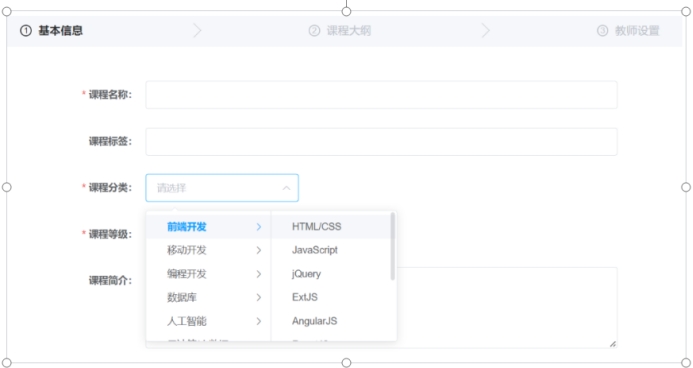 ① 基本信息
② 课程大纲
③ 教师设置
* 课程名称：
课程标签：
* 课程分类：
请选择
* 课程等级：
课程简介：
前端开发
移动开发
编程开发
数据库
人工智能
HTML/CSS
JavaScript
jQuery
ExtJS
AngularJS